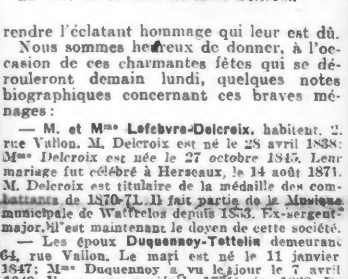 rendre l'éclatant hommage qui leur est dû.
Nous sommes heureux de donner, à l'oc-
casion de ces charmantes fêtes qui se dé-
rouleront demain lundi, quelques notes
biographiques concernant ces braves mé-
nages :
— M. et Mme Lefebvre-Delcroix, habitent, 2,
rue Vallon. M. Delcroix est né le 28 avril 1838;
Mme Delcroix est née le 27 octobre 1845. Leur
mariage fut célébré à Herseaux, le 14 août 1871.
M. Delcroix est titulaire de la médaille des com-
battants de 1870-71. Il fait partie de la Musique
municipale de Wattrelos depuis Ex-sergent-
major, il est maintenant le doyen de cette société.
— Les époux Duquennoy-Tettelin demeurant
64, rue Vallon. Le mari est né le 11 janvier
1847; Mme Duquennoy a vu le jour le avril